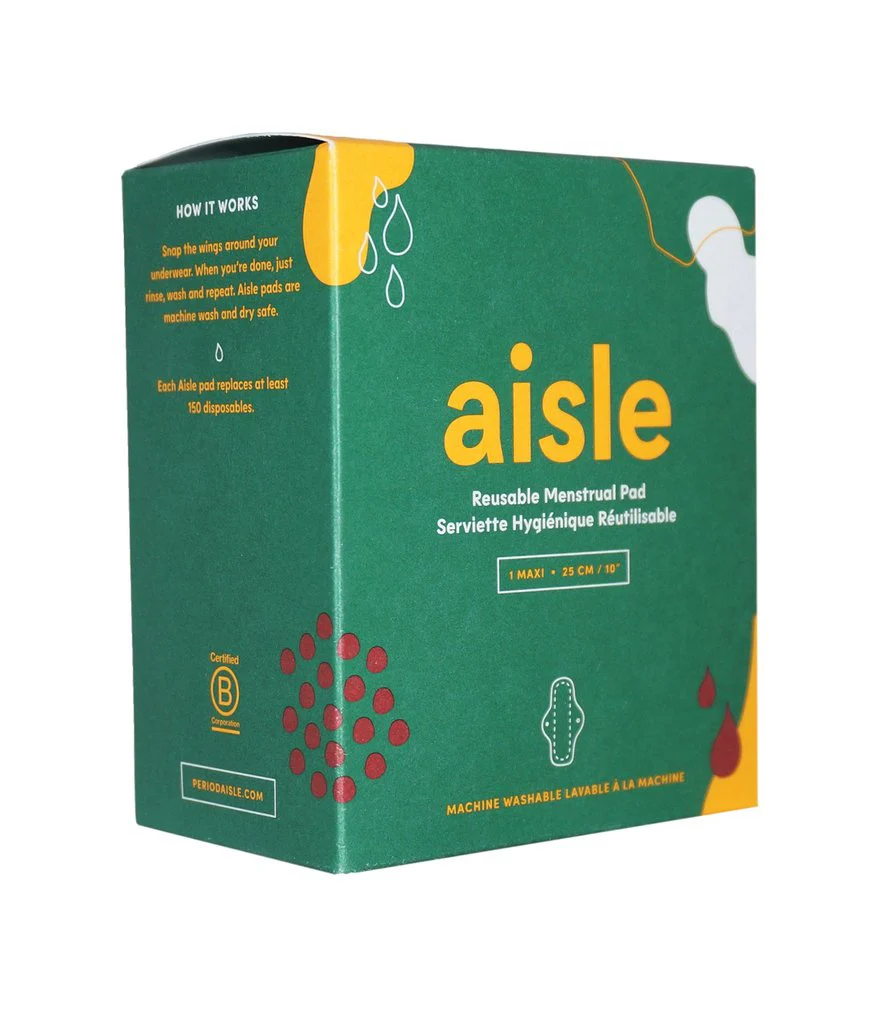 HOW IT WORKS
Snap the wings around your
underwear. When you're done, just
rinse, wash and repeat. Aisle pads are
machine wash and dry safe.
Each Aisle pad replaces at least
150 disposables.
Certified
B
Corporation
PERIODAISLE.COM
aisle
Reusable Menstrual Pad
Serviette Hygiénique Réutilisable
1 MAXI • 25 CM / 10"
MACHINE WASHABLE LAVABLE À LA MACHINE